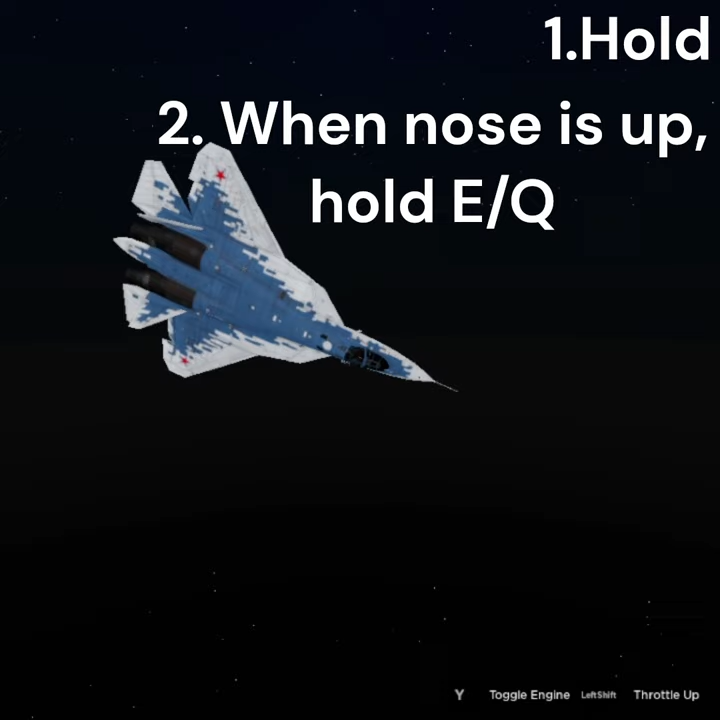 1.Hold
2. When nose is up,
hold E/Q
Y Toggle Engine LeftShift Throttle Up